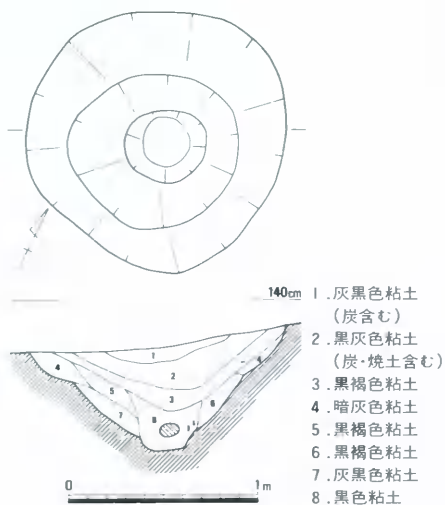 140cm
1.灰黒色粘土
(炭含む)
2.黒灰色粘土
(炭・焼土含む)
3.黒褐色粘土
4.暗灰色粘土
5.黒褐色粘土
6.黒褐色粘土
7.灰黒色粘土
8.黒色粘土
1
4
4
2
5
3
7
6
8
0
1m